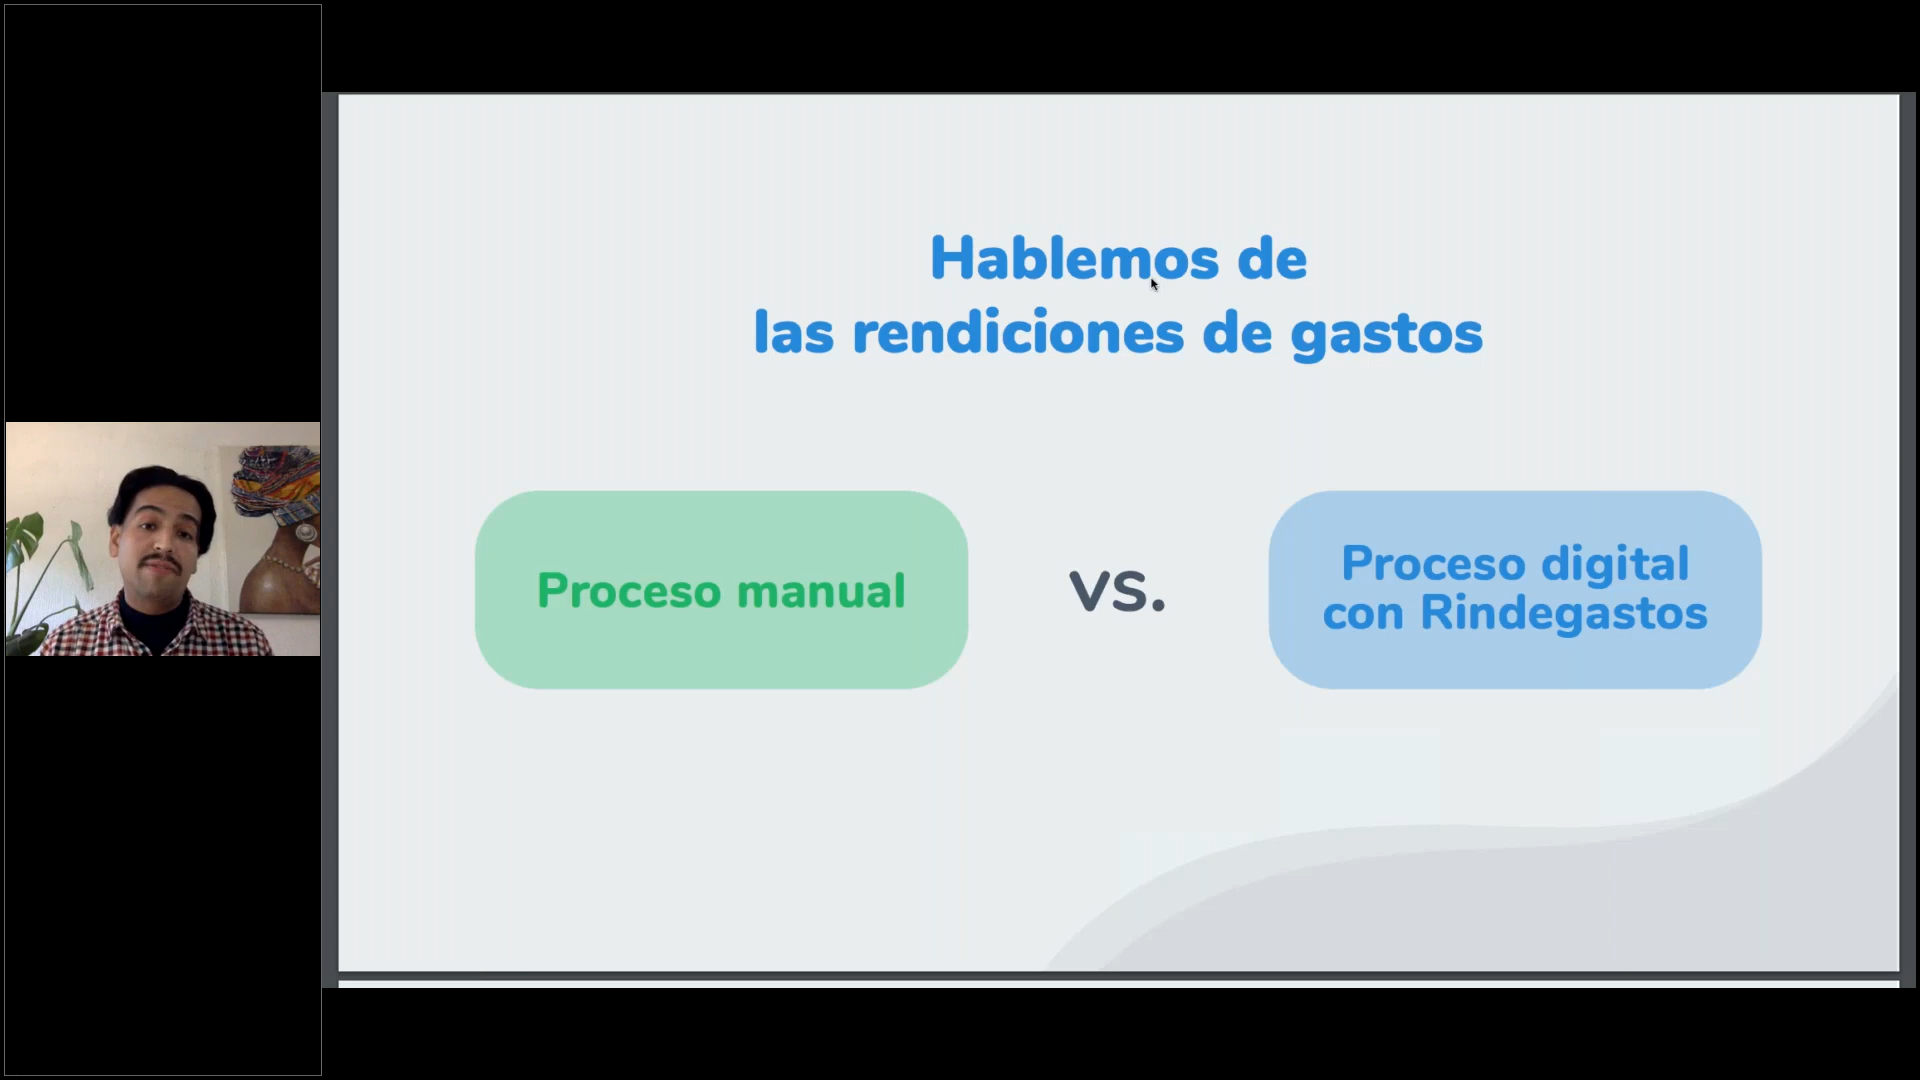 Hablemos de
las rendiciones de gastos
Proceso manual
vs.
Proceso digital
con Rindegastos